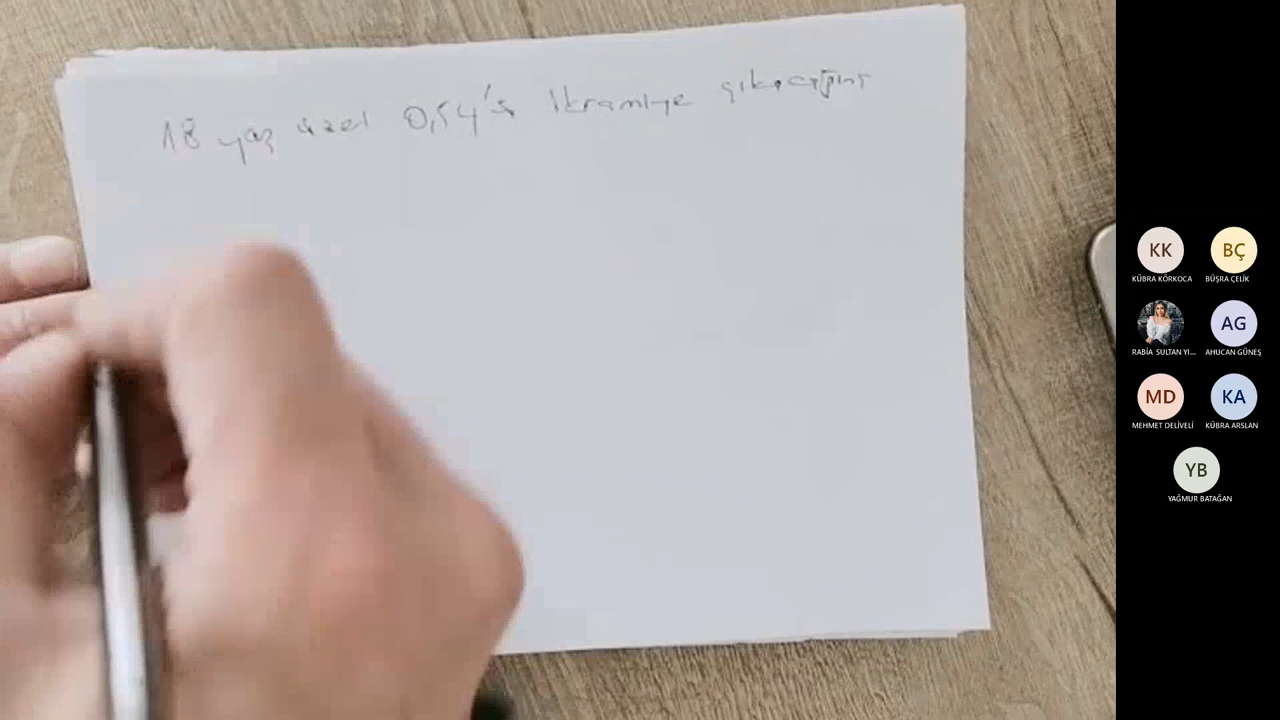 18 yaş üzeri 0,54'ü ikramiye çıkacağını
KK
KÜBRA KÖRKOCA
BÇ
BÜŞRA ÇELİK
RABİA SULTAN YI...
AG
AHUCAN GÜNEŞ
MD
MEHMET DELİVELİ
KA
KÜBRA ARSLAN
YB
YAĞMUR BATAĞAN